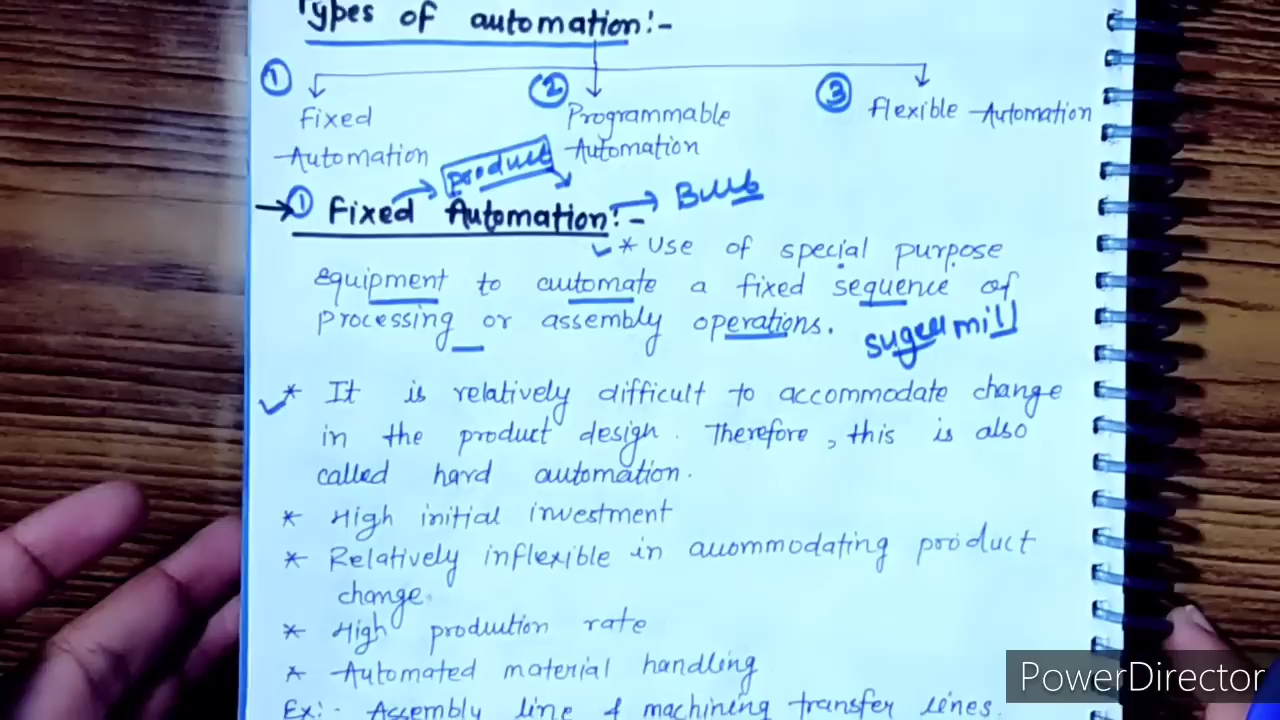 Types of automation:-
① ② ③
Fixed Automation
Programmable Automation
Flexible Automation
product
→① Fixed Automation:- → Bulb
* Use of special purpose
equipment to automate a fixed sequence of
processing or assembly operations.
sugar mill
* It is relatively difficult to accommodate change
in the product design. Therefore, this is also
called hard automation.
* High initial investment
* Relatively inflexible in accommodating product
change.
* High production rate
* Automated material handling
Ex:- Assembly line & machining transfer lines.
PowerDirector